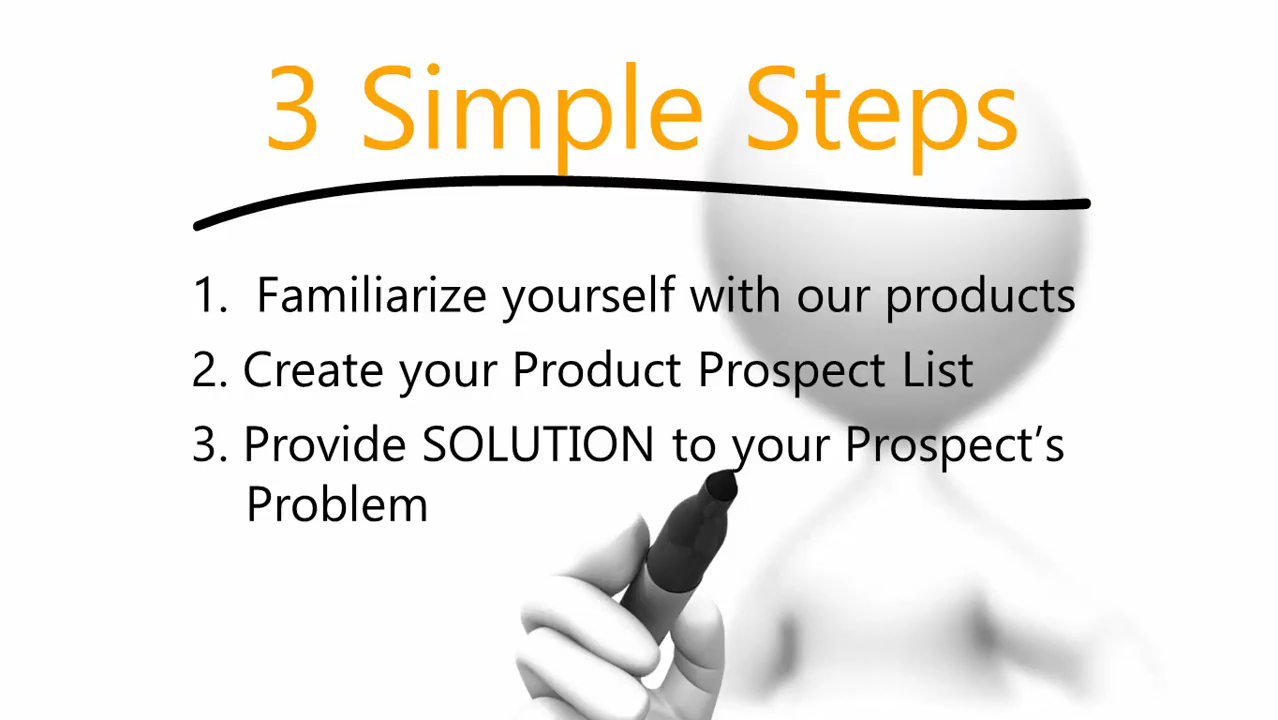 3 Simple Steps
1. Familiarize yourself with our products
2. Create your Product Prospect List
3. Provide SOLUTION to your Prospect’s
Problem